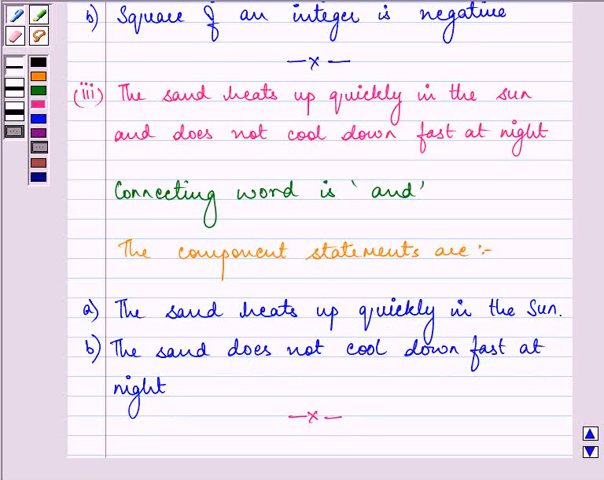 b) Square of an integer is negative
—x—
(iii) The sand heats up quickly in the sun
and does not cool down fast at night
Connecting word is 'and'
The component statements are :-
a) The sand heats up quickly in the Sun.
b) The sand does not cool down fast at
night
—x—